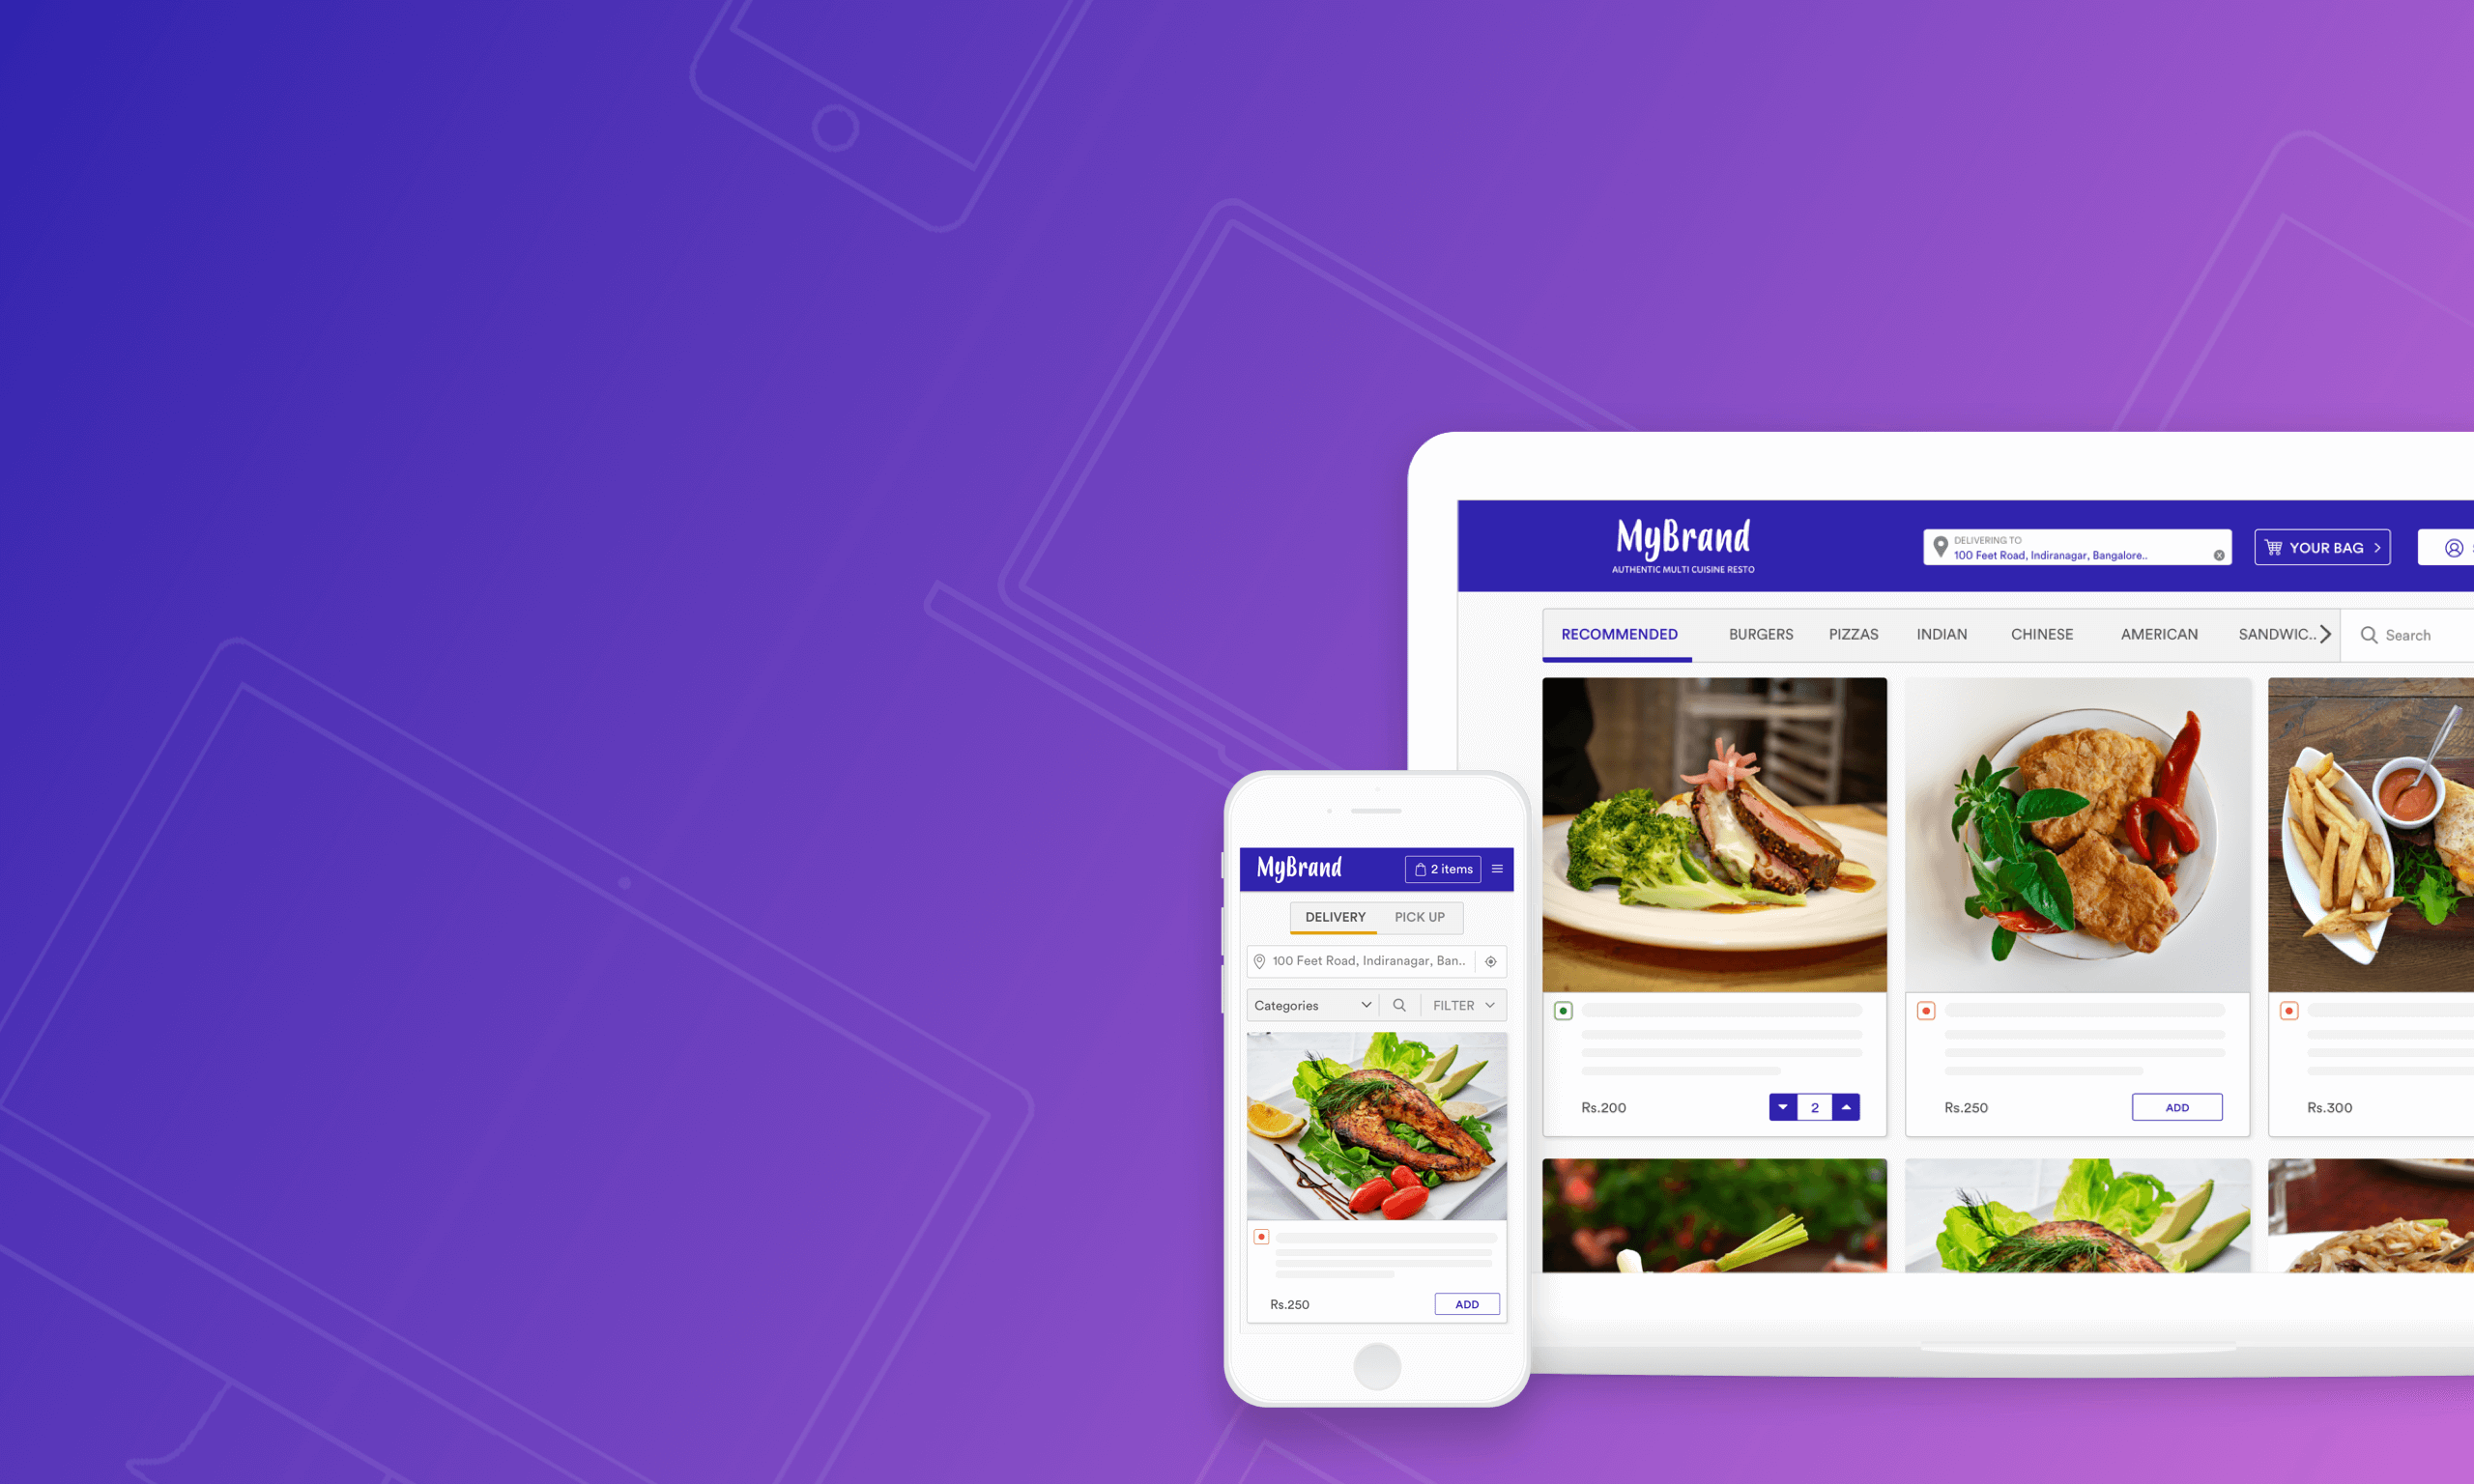 MyBrand
AUTHENTIC MULTI CUISINE RESTO
DELIVERING TO
100 Feet Road, Indiranagar, Bangalore..
YOUR BAG
RECOMMENDED BURGERS PIZZAS INDIAN CHINESE AMERICAN SANDWIC.. Search
Rs.200 2
Rs.250 ADD
Rs.300
MyBrand 2 items
DELIVERY PICK UP
100 Feet Road, Indiranagar, Ban..
Categories FILTER
Rs.250 ADD